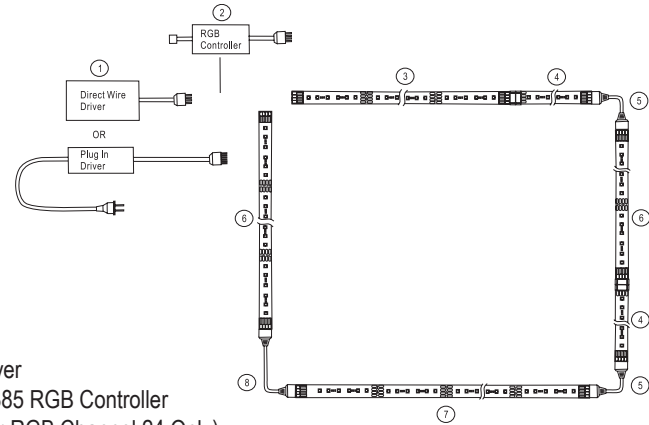 2
RGB
Controller
1
Direct Wire
Driver
OR
Plug In
Driver
3
4
5
6
6
4
8
5
7
85 RGB Controller
RGB Channel 24 Only)